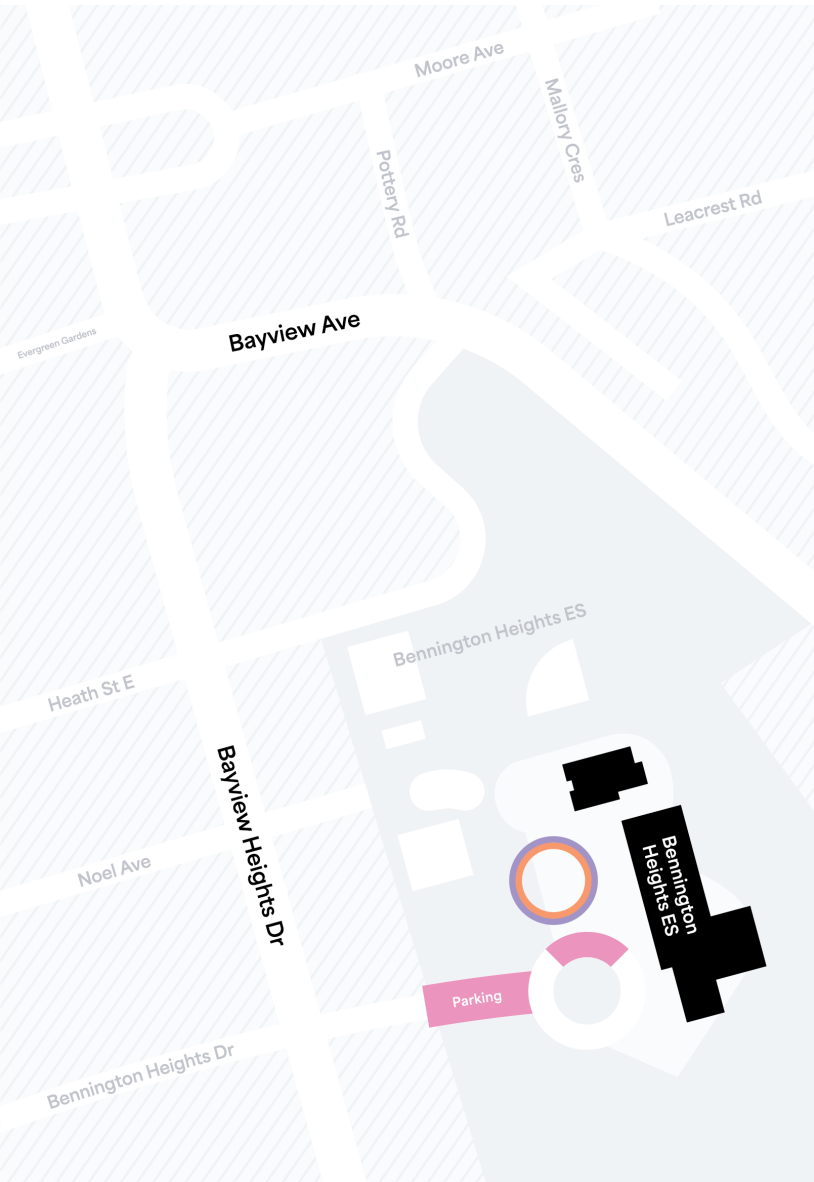 Moore Ave
Mallory Cres
Pottery Rd
Leacrest Rd
Evergreen Gardens
Bayview Ave
Bennington Heights ES
Heath St E
Bayview Heights Dr
Noel Ave
Bennington
Heights ES
Parking
Bennington Heights Dr